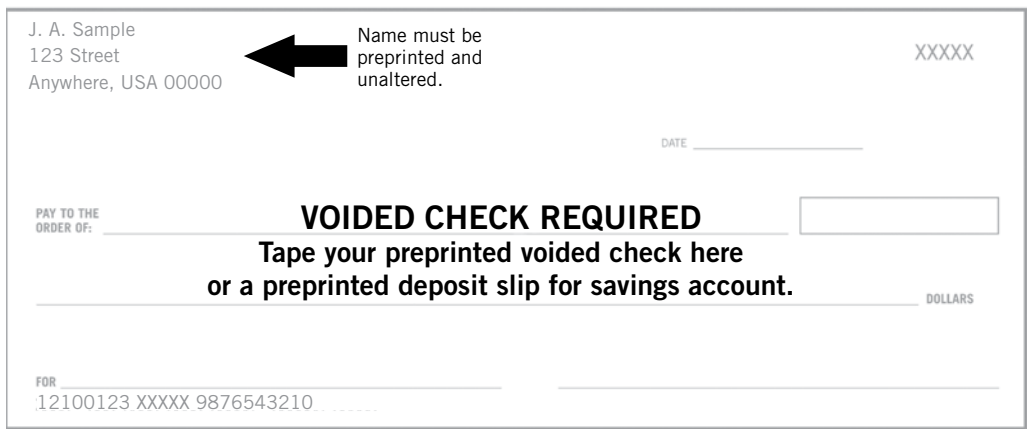 J. A. Sample
123 Street
Anywhere, USA 00000
Name must be
preprinted and
unaltered.
XXXXX
DATE
PAY TO THE
ORDER OF:
VOIDED CHECK REQUIRED
Tape your preprinted voided check here
or a preprinted deposit slip for savings account.
DOLLARS
FOR
12100123 XXXXX 9876543210